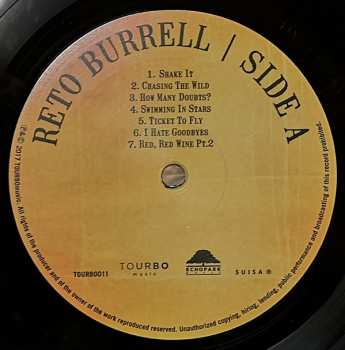 RETO BURRELL | SIDE A
1. Shake It
2. Chasing The Wild
3. How Many Doubts?
4. Swimming In Stars
5. Ticket To Fly
6. I Hate Goodbyes
7. Red, Red Wine Pt.2
TOURB0011
TOURBO
music
ECHOPARK
SUISA ®
℗&© 2017 TOURBOmusic. All rights of the producer and of the owner of the work reproduced reserved. Unauthorized copying, hiring, lending, public performance and broadcasting of this record prohibited.